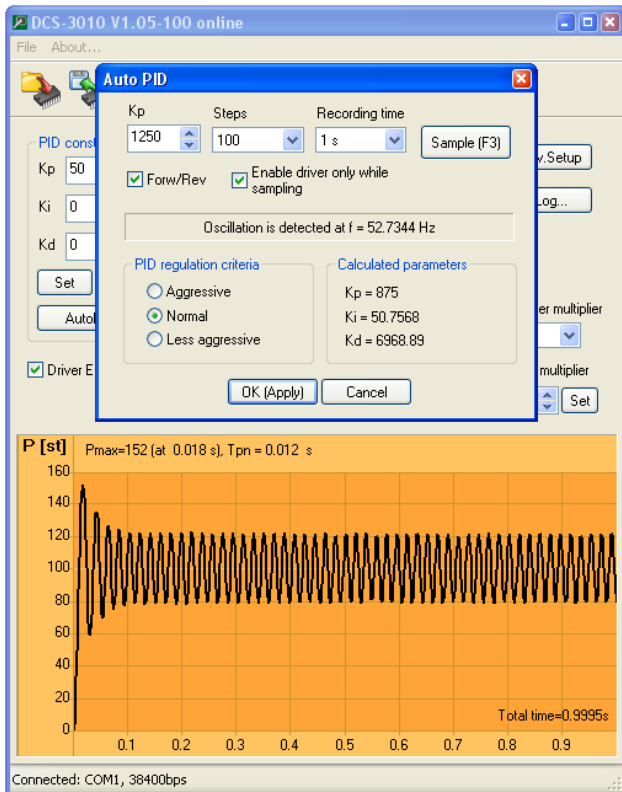 DCS-3010 V1.05-100 online
File About...
Auto PID
Kp
Steps
Recording time
1250
100
1 s
Sample (F3)
Forw/Rev
Enable driver only while
sampling
Oscillation is detected at f = 52.7344 Hz
PID regulation criteria
Aggressive
Normal
Less aggressive
Calculated parameters
Kp = 875
Ki = 50.7568
Kd = 6968.89
OK (Apply)
Cancel
PID const
Kp 50
Ki 0
Kd 0
Set
Driver E
v.Setup
Log...
er multiplier
multiplier
Set
P [st]
Pmax=152 (at 0.018 s), Tpn = 0.012 s
160
140
120
100
80
60
40
20
0
0.1 0.2 0.3 0.4 0.5 0.6 0.7 0.8 0.9
Total time=0.9995s
Connected: COM1, 38400bps